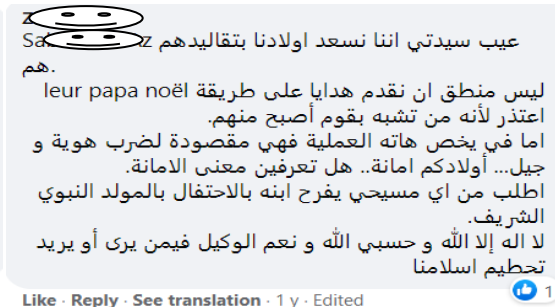 Z
Sa z عيب سيدتي اننا نسعد اولادنا بتقاليدهم
هم.
ليس منطق ان نقدم هدايا على طريقة leur papa noël
اعتذر لأنه من تشبه بقوم أصبح منهم.
اما في يخص هاته العملية فهي مقصودة لضرب هوية و
جيل... أولادكم امانة.. هل تعرفين معنى الامانة.
اطلب من اي مسيحي يفرح ابنه بالاحتفال بالمولد النبوي
الشريف.
لا اله إلا الله و حسبي الله و نعم الوكيل فيمن يرى أو يريد
تحطيم اسلامنا
Like · Reply · See translation · 1 y · Edited
1